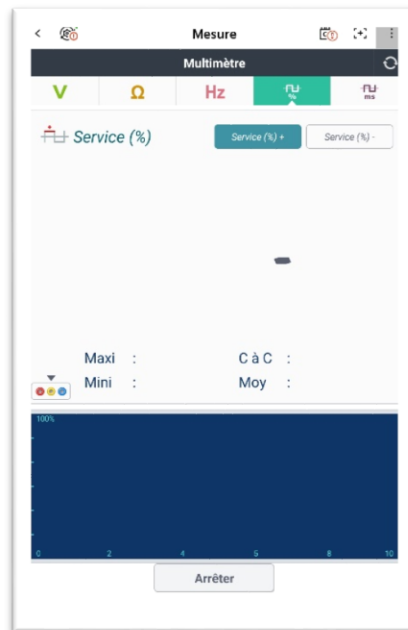 Mesure
Multimètre
V Ω Hz % ms
Service (%) Service (%) + Service (%) -
Maxi : C à C :
Mini : Moy :
100%
0 2 4 6 8 10
Arrêter